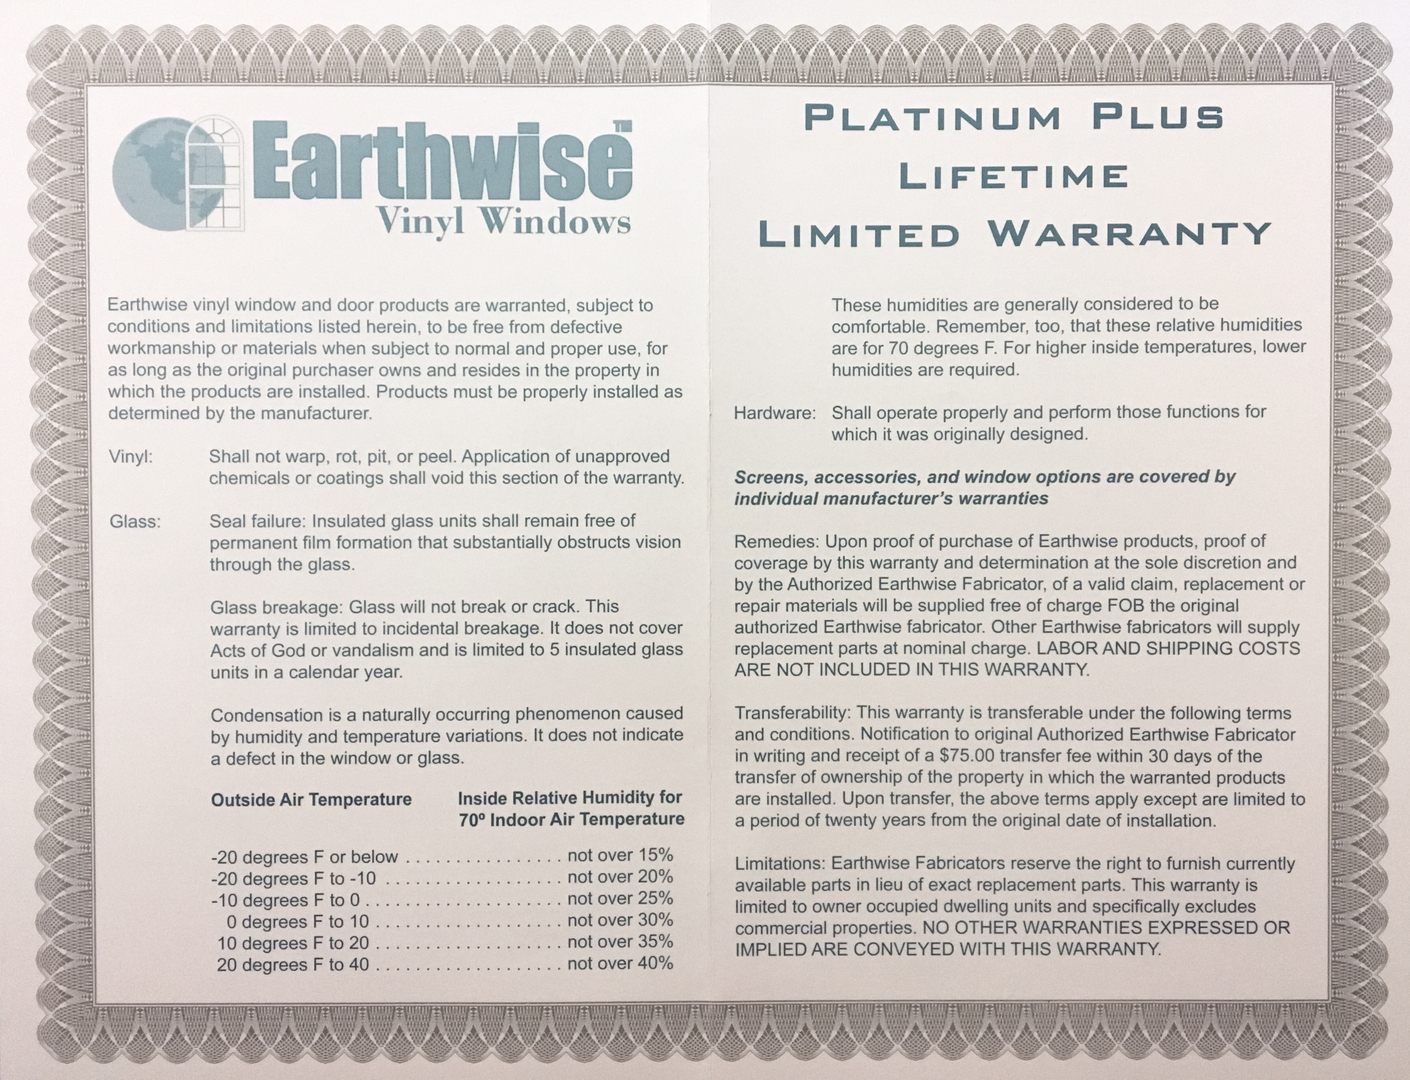 Earthwise™
Vinyl Windows
Earthwise vinyl window and door products are warranted, subject to
conditions and limitations listed herein, to be free from defective
workmanship or materials when subject to normal and proper use, for
as long as the original purchaser owns and resides in the property in
which the products are installed. Products must be properly installed as
determined by the manufacturer.
Vinyl: Shall not warp, rot, pit, or peel. Application of unapproved
chemicals or coatings shall void this section of the warranty.
Glass: Seal failure: Insulated glass units shall remain free of
permanent film formation that substantially obstructs vision
through the glass.
Glass breakage: Glass will not break or crack. This
warranty is limited to incidental breakage. It does not cover
Acts of God or vandalism and is limited to 5 insulated glass
units in a calendar year.
Condensation is a naturally occurring phenomenon caused
by humidity and temperature variations. It does not indicate
a defect in the window or glass.
Outside Air Temperature Inside Relative Humidity for
70º Indoor Air Temperature
-20 degrees F or below . . . . . . . . . . . . . . . . not over 15%
-20 degrees F to -10 . . . . . . . . . . . . . . . . . . not over 20%
-10 degrees F to 0 . . . . . . . . . . . . . . . . . . . . not over 25%
0 degrees F to 10 . . . . . . . . . . . . . . . . . . . not over 30%
10 degrees F to 20 . . . . . . . . . . . . . . . . . . . not over 35%
20 degrees F to 40 . . . . . . . . . . . . . . . . . . . not over 40%
PLATINUM PLUS
LIFETIME
LIMITED WARRANTY
These humidities are generally considered to be
comfortable. Remember, too, that these relative humidities
are for 70 degrees F. For higher inside temperatures, lower
humidities are required.
Hardware: Shall operate properly and perform those functions for
which it was originally designed.
Screens, accessories, and window options are covered by
individual manufacturer's warranties
Remedies: Upon proof of purchase of Earthwise products, proof of
coverage by this warranty and determination at the sole discretion and
by the Authorized Earthwise Fabricator, of a valid claim, replacement or
repair materials will be supplied free of charge FOB the original
authorized Earthwise fabricator. Other Earthwise fabricators will supply
replacement parts at nominal charge. LABOR AND SHIPPING COSTS
ARE NOT INCLUDED IN THIS WARRANTY.
Transferability: This warranty is transferable under the following terms
and conditions. Notification to original Authorized Earthwise Fabricator
in writing and receipt of a $75.00 transfer fee within 30 days of the
transfer of ownership of the property in which the warranted products
are installed. Upon transfer, the above terms apply except are limited to
a period of twenty years from the original date of installation.
Limitations: Earthwise Fabricators reserve the right to furnish currently
available parts in lieu of exact replacement parts. This warranty is
limited to owner occupied dwelling units and specifically excludes
commercial properties. NO OTHER WARRANTIES EXPRESSED OR
IMPLIED ARE CONVEYED WITH THIS WARRANTY.